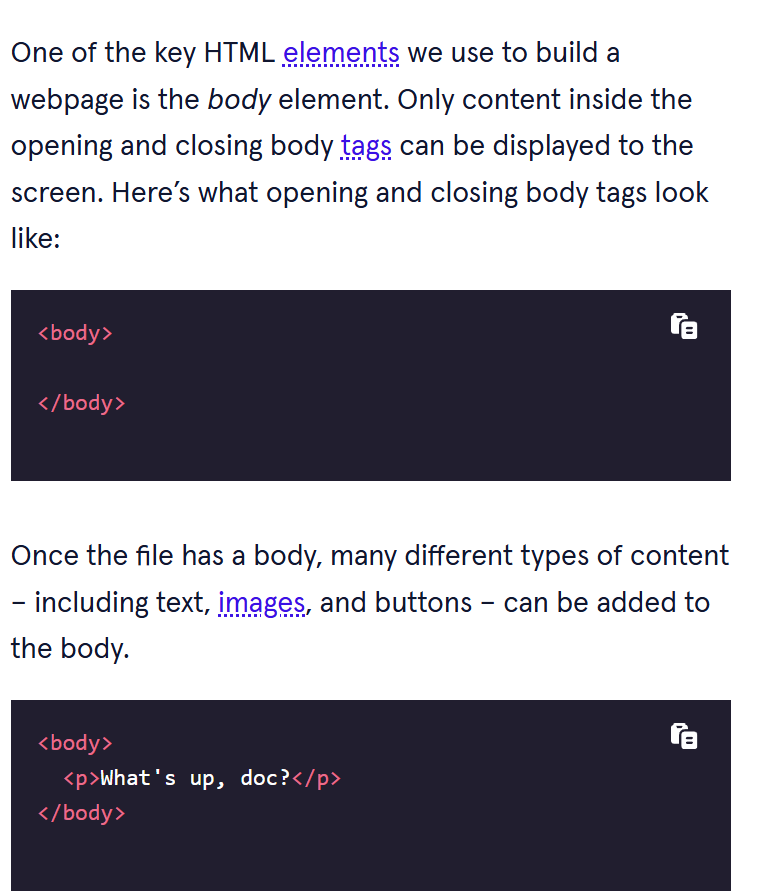 One of the key HTML elements we use to build a
webpage is the body element. Only content inside the
opening and closing body tags can be displayed to the
screen. Here’s what opening and closing body tags look
like:
<body>
</body>
Once the file has a body, many different types of content
– including text, images, and buttons – can be added to
the body.
<body>
  <p>What's up, doc?</p>
</body>